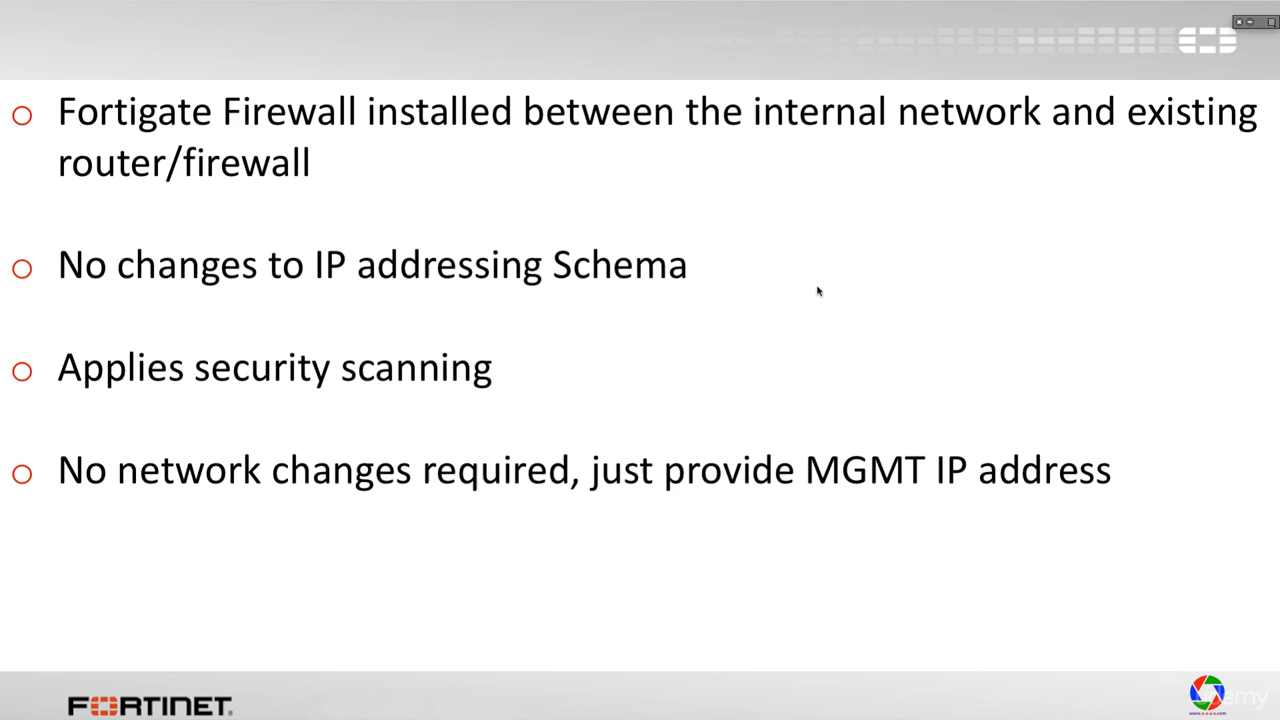 Fortigate Firewall installed between the internal network and existing
router/firewall
No changes to IP addressing Schema
Applies security scanning
No network changes required, just provide MGMT IP address
FORTINET